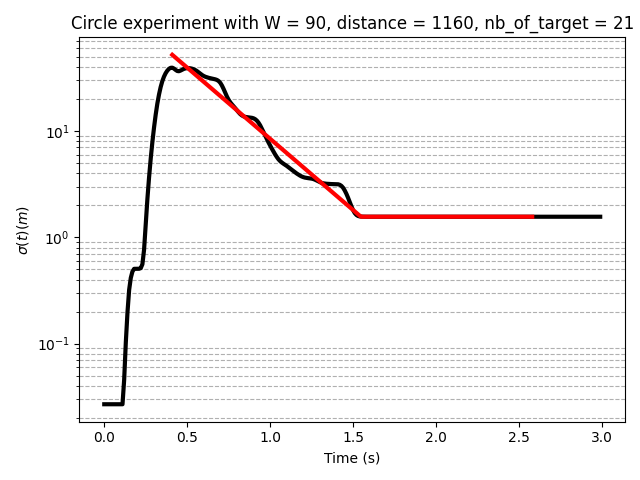 Circle experiment with W = 90, distance = 1160, nb_of_target = 21
10¹
10⁰
10⁻¹
σ(t)(m)
0.0 0.5 1.0 1.5 2.0 2.5 3.0
Time (s)